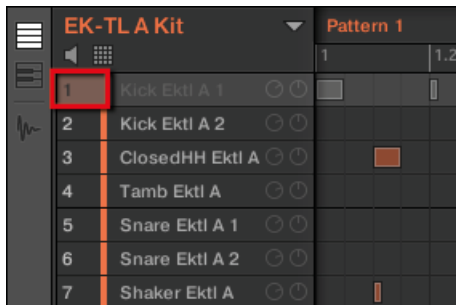 EK-TL A Kit
Pattern 1
1
1.2
1 Kick Ektl A 1
2 Kick Ektl A 2
3 ClosedHH Ektl A
4 Tamb Ektl A
5 Snare Ektl A 1
6 Snare Ektl A 2
7 Shaker Ektl A